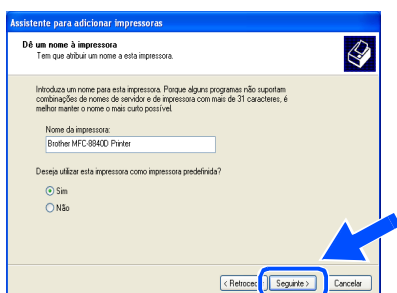 Assistente para adicionar impressoras
Dê um nome à impressora
Tem que atribuir um nome a esta impressora.
Introduza um nome para esta impressora. Porque alguns programas não suportam
combinações de nomes de servidor e de impressora com mais de 31 caracteres, é
melhor manter o nome o mais curto possível.
Nome da impressora:
Brother MFC-8840D Printer
Deseja utilizar esta impressora como impressora predefinida?
Sim
Não
< Retroceder Seguinte > Cancelar